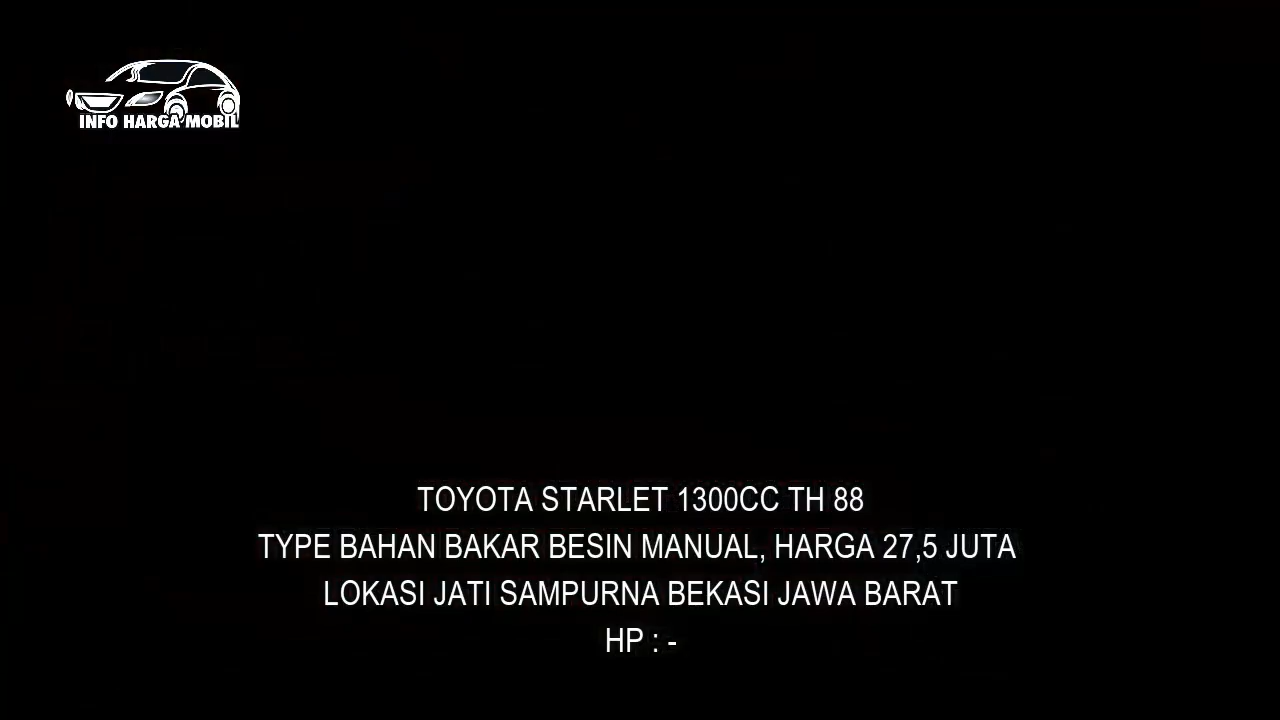 INFO HARGA MOBIL
TOYOTA STARLET 1300CC TH 88
TYPE BAHAN BAKAR BESIN MANUAL, HARGA 27,5 JUTA
LOKASI JATI SAMPURNA BEKASI JAWA BARAT
HP : -